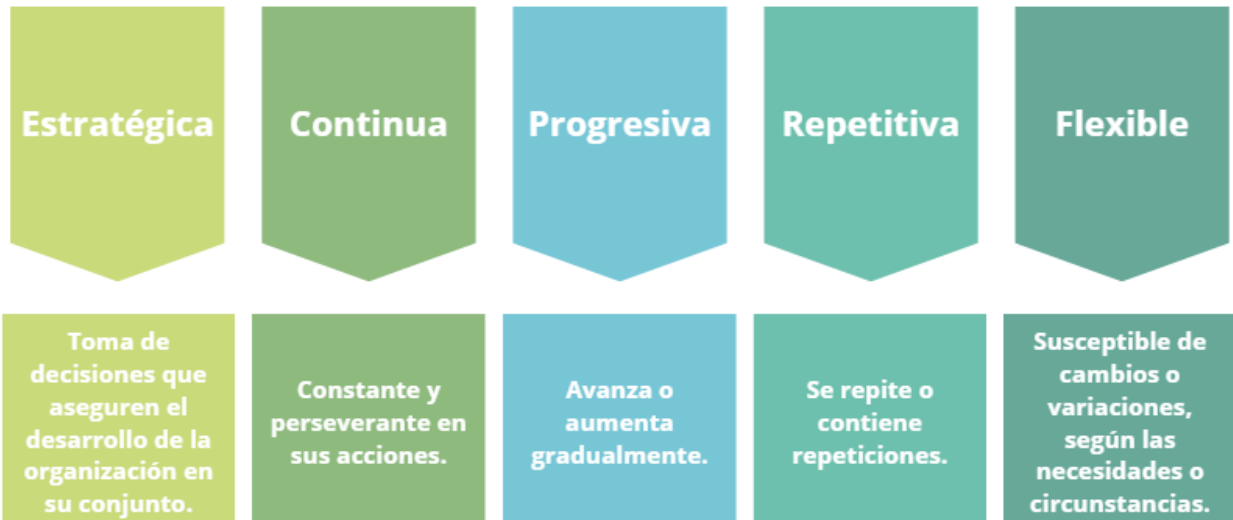 Estratégica
Continua
Progresiva
Repetitiva
Flexible
Toma de
decisiones que
aseguren el
desarrollo de la
organización en
su conjunto.
Constante y
perseverante en
sus acciones.
Avanza o
aumenta
gradualmente.
Se repite o
contiene
repeticiones.
Susceptible de
cambios o
variaciones,
según las
necesidades o
circunstancias.